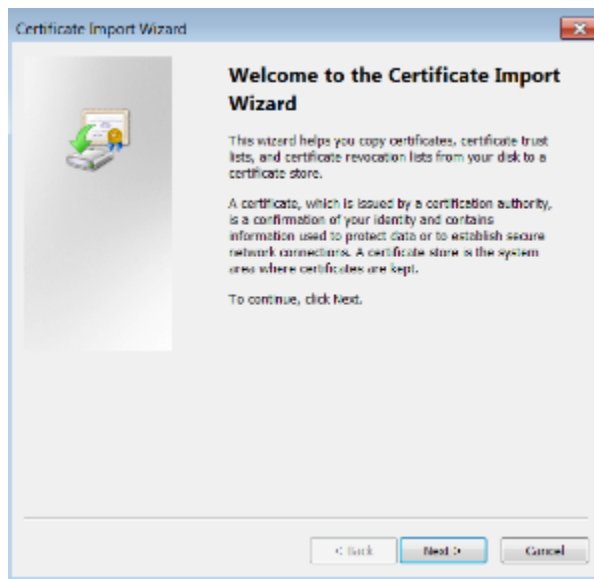 Certificate Import Wizard
Welcome to the Certificate Import
Wizard
This wizard helps you copy certificates, certificate trust
lists, and certificate revocation lists from your disk to a
certificate store.
A certificate, which is issued by a certification authority,
is a confirmation of your identity and contains
information used to protect data or to establish secure
network connections. A certificate store is the system
area where certificates are kept.
To continue, click Next.
< Back
Next >
Cancel